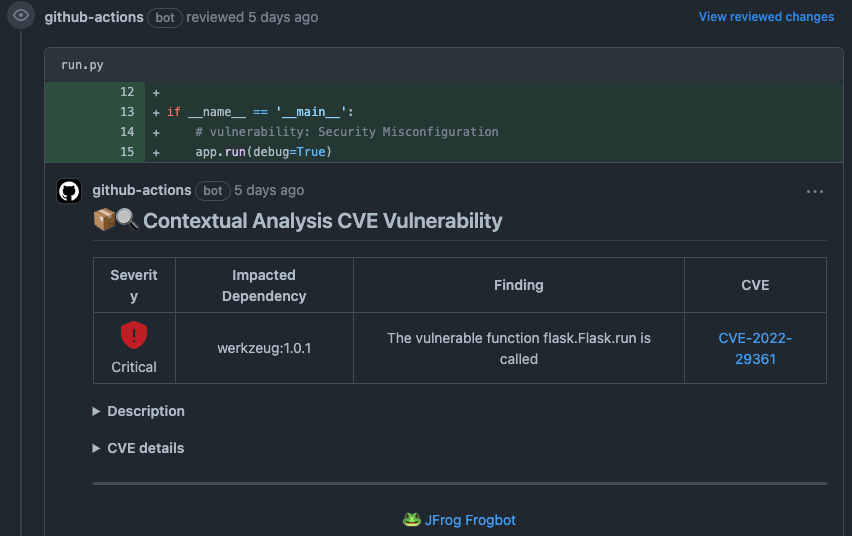 github-actions bot reviewed 5 days ago View reviewed changes
run.py
12 +
13 + if __name__ == '__main__':
14 + # vulnerability: Security Misconfiguration
15 + app.run(debug=True)
github-actions bot 5 days ago ...
Contextual Analysis CVE Vulnerability
Severit
y
Impacted
Dependency
Finding
CVE
Critical
werkzeug:1.0.1
The vulnerable function flask.Flask.run is
called
CVE-2022-
29361
Description
CVE details
JFrog Frogbot